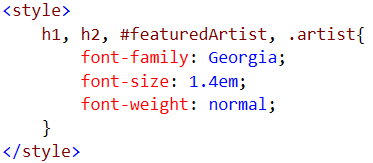 <style>
h1, h2, #featuredArtist, .artist{
font-family: Georgia;
font-size: 1.4em;
font-weight: normal;
}
</style>